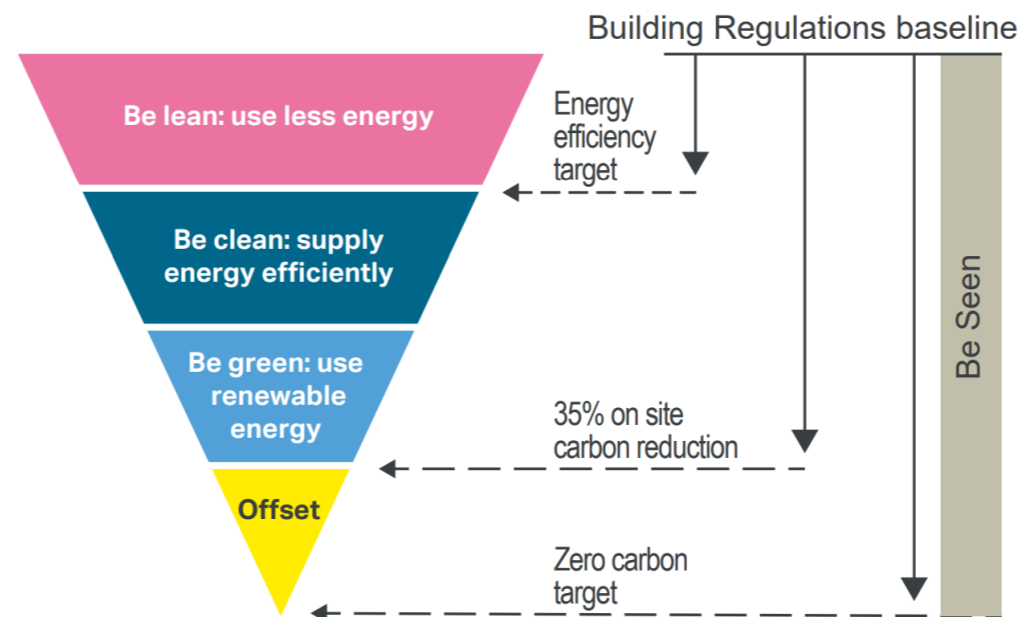 Building Regulations baseline
Be lean: use less energy
Energy
efficiency
target
Be clean: supply
energy efficiently
Be Seen
Be green: use
renewable
energy
35% on site
carbon reduction
Offset
Zero carbon
target